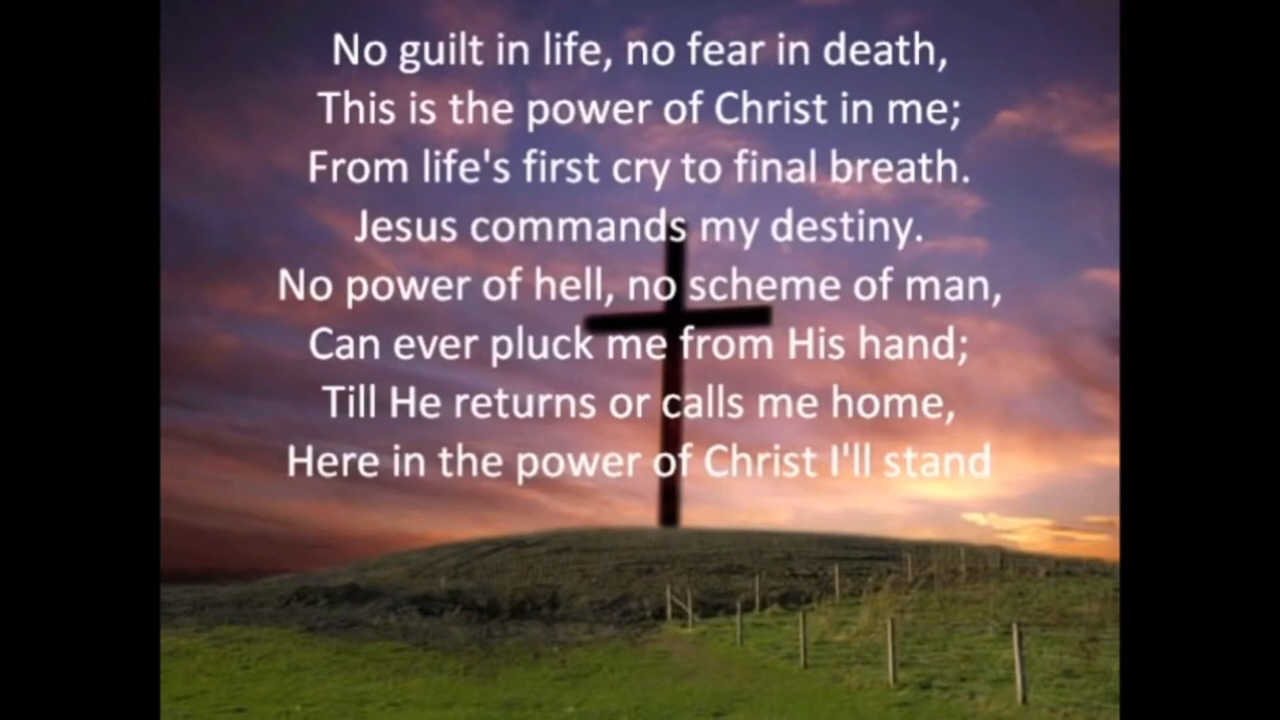 No guilt in life, no fear in death,
This is the power of Christ in me;
From life's first cry to final breath.
Jesus commands my destiny.
No power of hell, no scheme of man,
Can ever pluck me from His hand;
Till He returns or calls me home,
Here in the power of Christ I'll stand